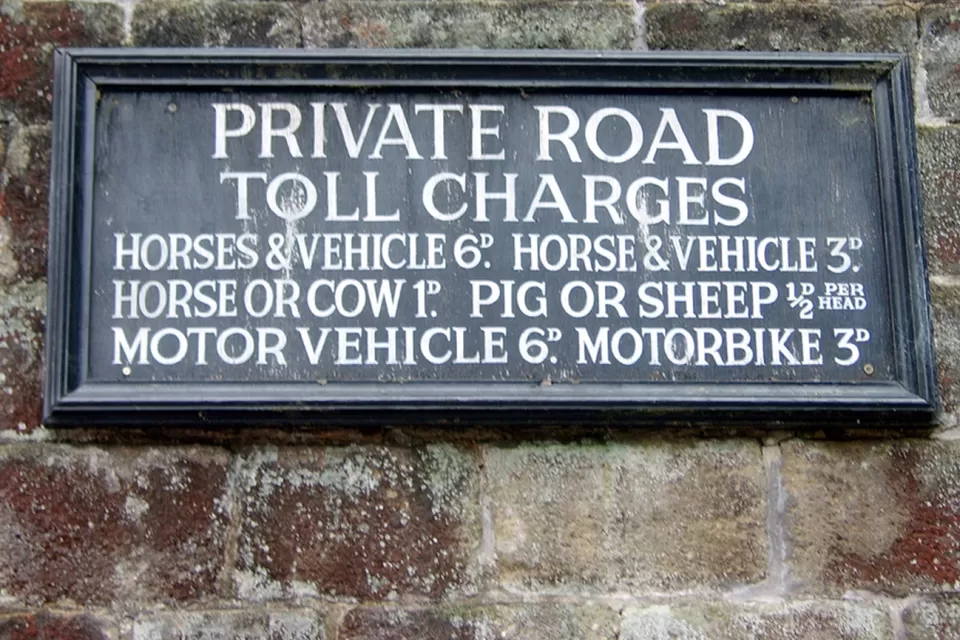 PRIVATE ROAD
TOLL CHARGES
HORSES & VEHICLE 6D. HORSE & VEHICLE 3D.
HORSE OR COW 1D. PIG OR SHEEP ½D PER HEAD
MOTOR VEHICLE 6D. MOTORBIKE 3D